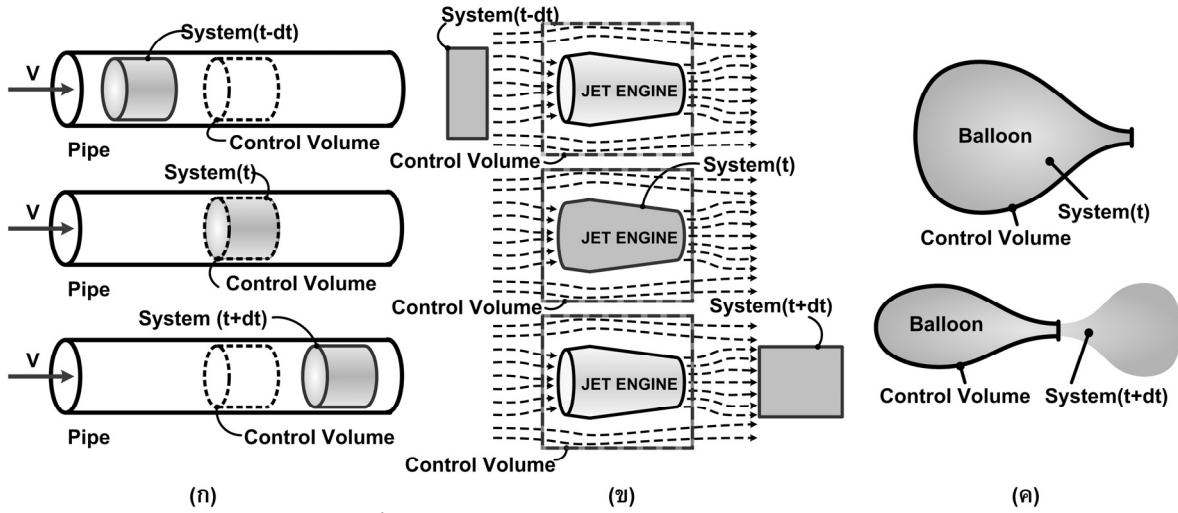 System(t-dt)
V
Control Volume
Pipe
System(t)
V
Control Volume
Pipe
System (t+dt)
V
Control Volume
Pipe
(ก)
System(t-dt)
JET ENGINE
Control Volume
System(t)
JET ENGINE
Control Volume
System(t+dt)
JET ENGINE
Control Volume
(ข)
Balloon
System(t)
Control Volume
Balloon
Control Volume
System(t+dt)
(ค)